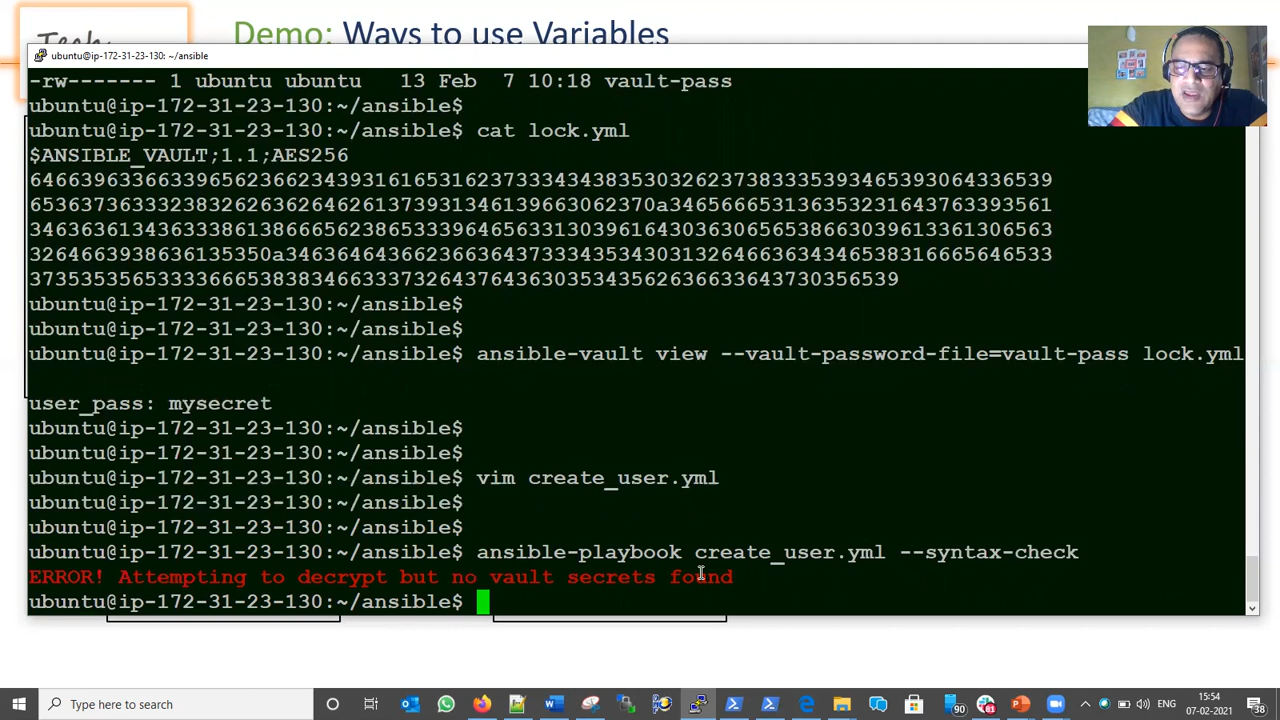 Tech
Demo: Ways to use Variables
ubuntu@ip-172-31-23-130: ~/ansible
-rw------- 1 ubuntu ubuntu   13 Feb  7 10:18 vault-pass
ubuntu@ip-172-31-23-130:~/ansible$
ubuntu@ip-172-31-23-130:~/ansible$ cat lock.yml
$ANSIBLE_VAULT;1.1;AES256
64663963366339656236623439316165316237333434383530326237383335393465393064336539
6536373633323832626362646261373931346139663062370a346566653136353231643763393561
34636361343633386138666562386533396465633130396164303630656538663039613361306563
3264663938636135350a346364643662366364373334353430313264663634346538316665646533
3735353565333366653838346633373264376436303534356263663364373035 6539
ubuntu@ip-172-31-23-130:~/ansible$
ubuntu@ip-172-31-23-130:~/ansible$
ubuntu@ip-172-31-23-130:~/ansible$ ansible-vault view --vault-password-file=vault-pass lock.yml
user_pass: mysecret
ubuntu@ip-172-31-23-130:~/ansible$
ubuntu@ip-172-31-23-130:~/ansible$
ubuntu@ip-172-31-23-130:~/ansible$ vim create_user.yml
ubuntu@ip-172-31-23-130:~/ansible$
ubuntu@ip-172-31-23-130:~/ansible$
ubuntu@ip-172-31-23-130:~/ansible$ ansible-playbook create_user.yml --syntax-check
ERROR! Attempting to decrypt but no vault secrets found
ubuntu@ip-172-31-23-130:~/ansible$
Type here to search
90
81
ENG
15:54
07-02-2021
38